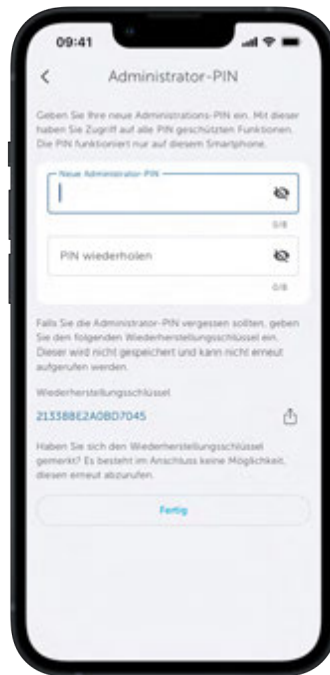 09:41
Administrator-PIN
Geben Sie Ihre neue Administrations-PIN ein. Mit dieser
haben Sie Zugriff auf alle PIN geschützten Funktionen.
Die PIN funktioniert nur auf diesem Smartphone.
Neue Administrator-PIN
0/8
PIN wiederholen
0/8
Falls Sie die Administrator-PIN vergessen sollten, geben
Sie den folgenden Wiederherstellungsschlüssel ein.
Dieser wird nicht gespeichert und kann nicht erneut
aufgerufen werden.
Wiederherstellungsschlüssel
21338BE2A0BD7045
Haben Sie sich den Wiederherstellungsschlüssel
gemerkt? Es besteht im Anschluss keine Möglichkeit,
diesen erneut abzurufen.
Fertig